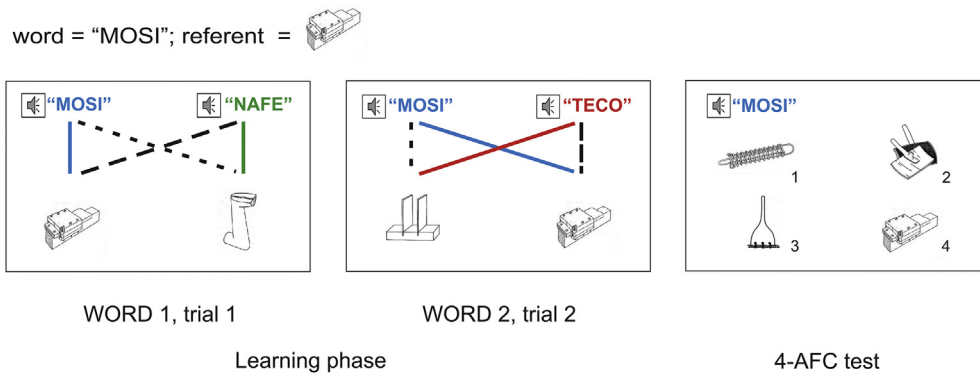 word = "MOSI"; referent =
"MOSI" "NAFE"
"MOSI" "TECO"
"MOSI"
1 2
3 4
WORD 1, trial 1 WORD 2, trial 2
Learning phase 4-AFC test